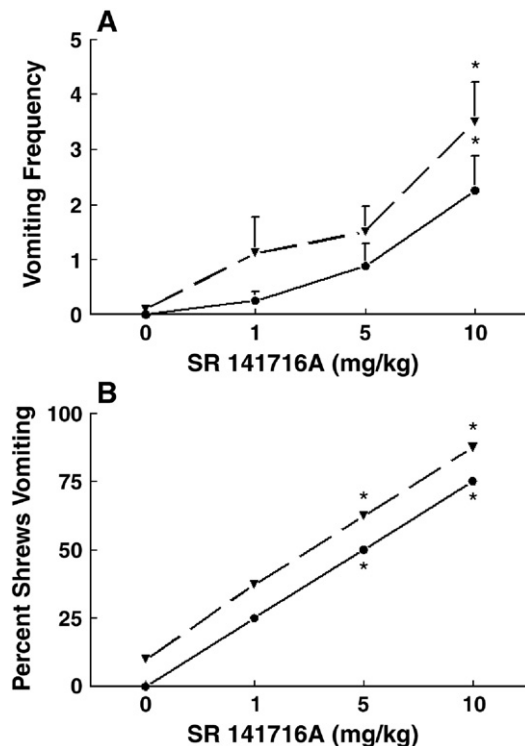 A
5
4
3
2
1
0
Vomiting Frequency
*
*
0 1 5 10
SR 141716A (mg/kg)
B
100
75
50
25
0
Percent Shrews Vomiting
*
*
*
*
0 1 5 10
SR 141716A (mg/kg)